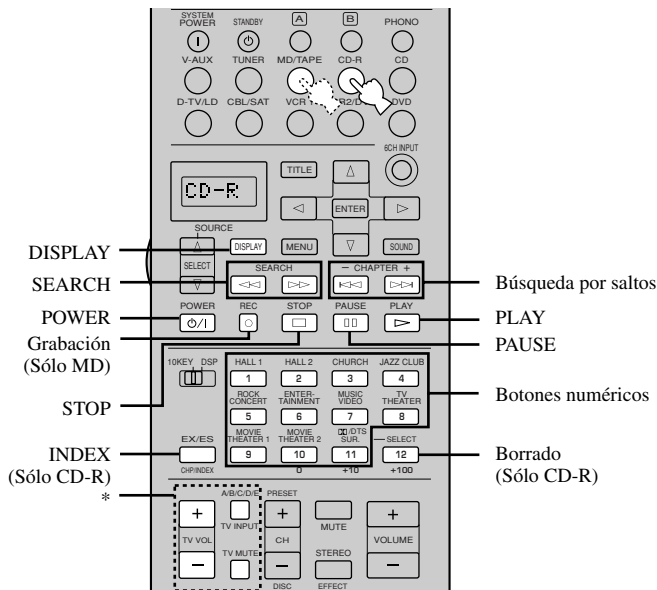 SYSTEM POWER STANDBY A B PHONO
V-AUX TUNER MD/TAPE CD-R CD
D-TV/LD CBL/SAT VCR 1 R2/D DVD
6CH INPUT
TITLE
CD-R
ENTER
SOURCE
DISPLAY
DISPLAY MENU SOUND
SELECT
SEARCH
SEARCH
− CHAPTER +
Búsqueda por saltos
POWER
POWER REC STOP PAUSE PLAY
PLAY
Grabación
(Sólo MD)
PAUSE
STOP
10KEY DSP
HALL 1 HALL 2 CHURCH JAZZ CLUB
1 2 3 4
ROCK CONCERT ENTER-TAINMENT MUSIC VIDEO TV THEATER
5 6 7 8
Botones numéricos
MOVIE THEATER 1 MOVIE THEATER 2 /DTS SUR. SELECT
EX/ES 9 10 11 12
CHP/INDEX 0 +10 +100
INDEX
(Sólo CD-R)
Borrado
(Sólo CD-R)
*
A/B/C/D/E PRESET
+ TV INPUT + MUTE +
TV VOL CH VOLUME
− TV MUTE − STEREO −
DISC EFFECT